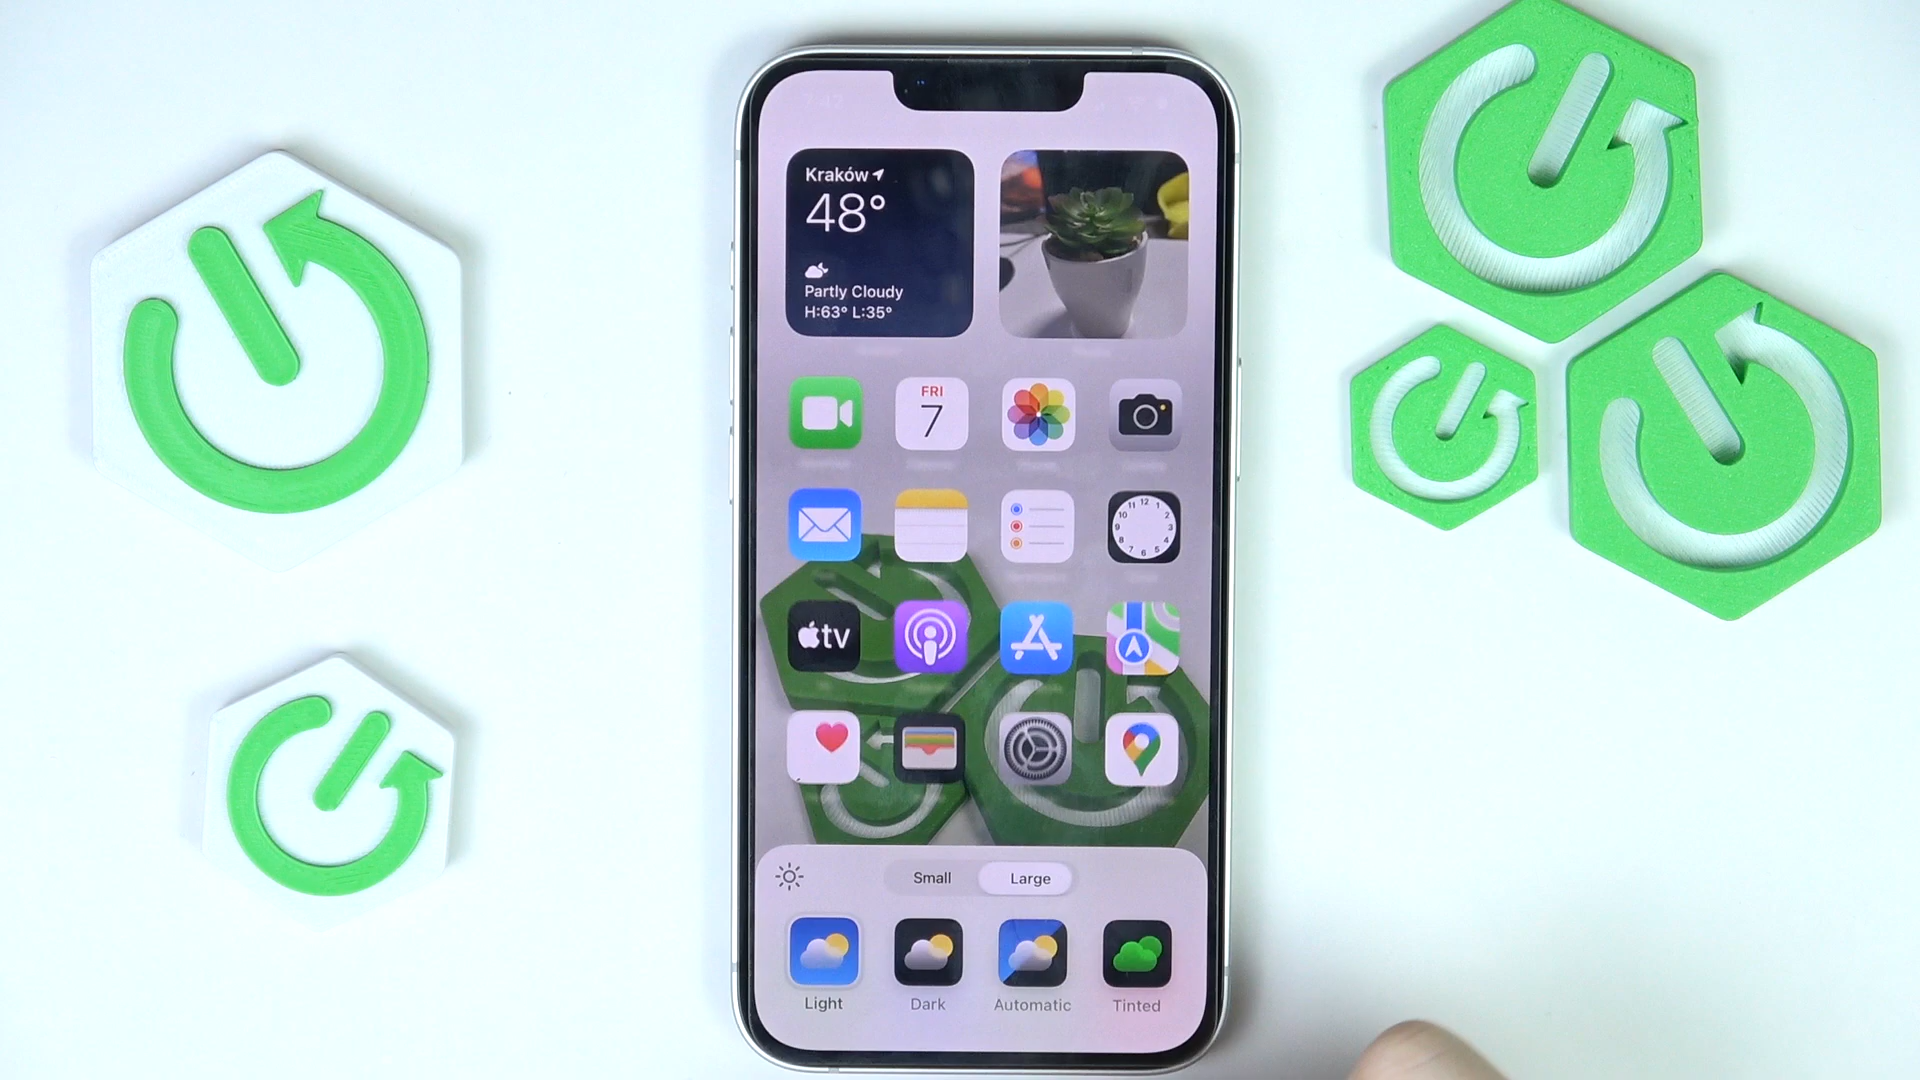 Kraków
48°
Partly Cloudy
H:63° L:35°
FRI
7
tv
Small
Large
Light
Dark
Automatic
Tinted